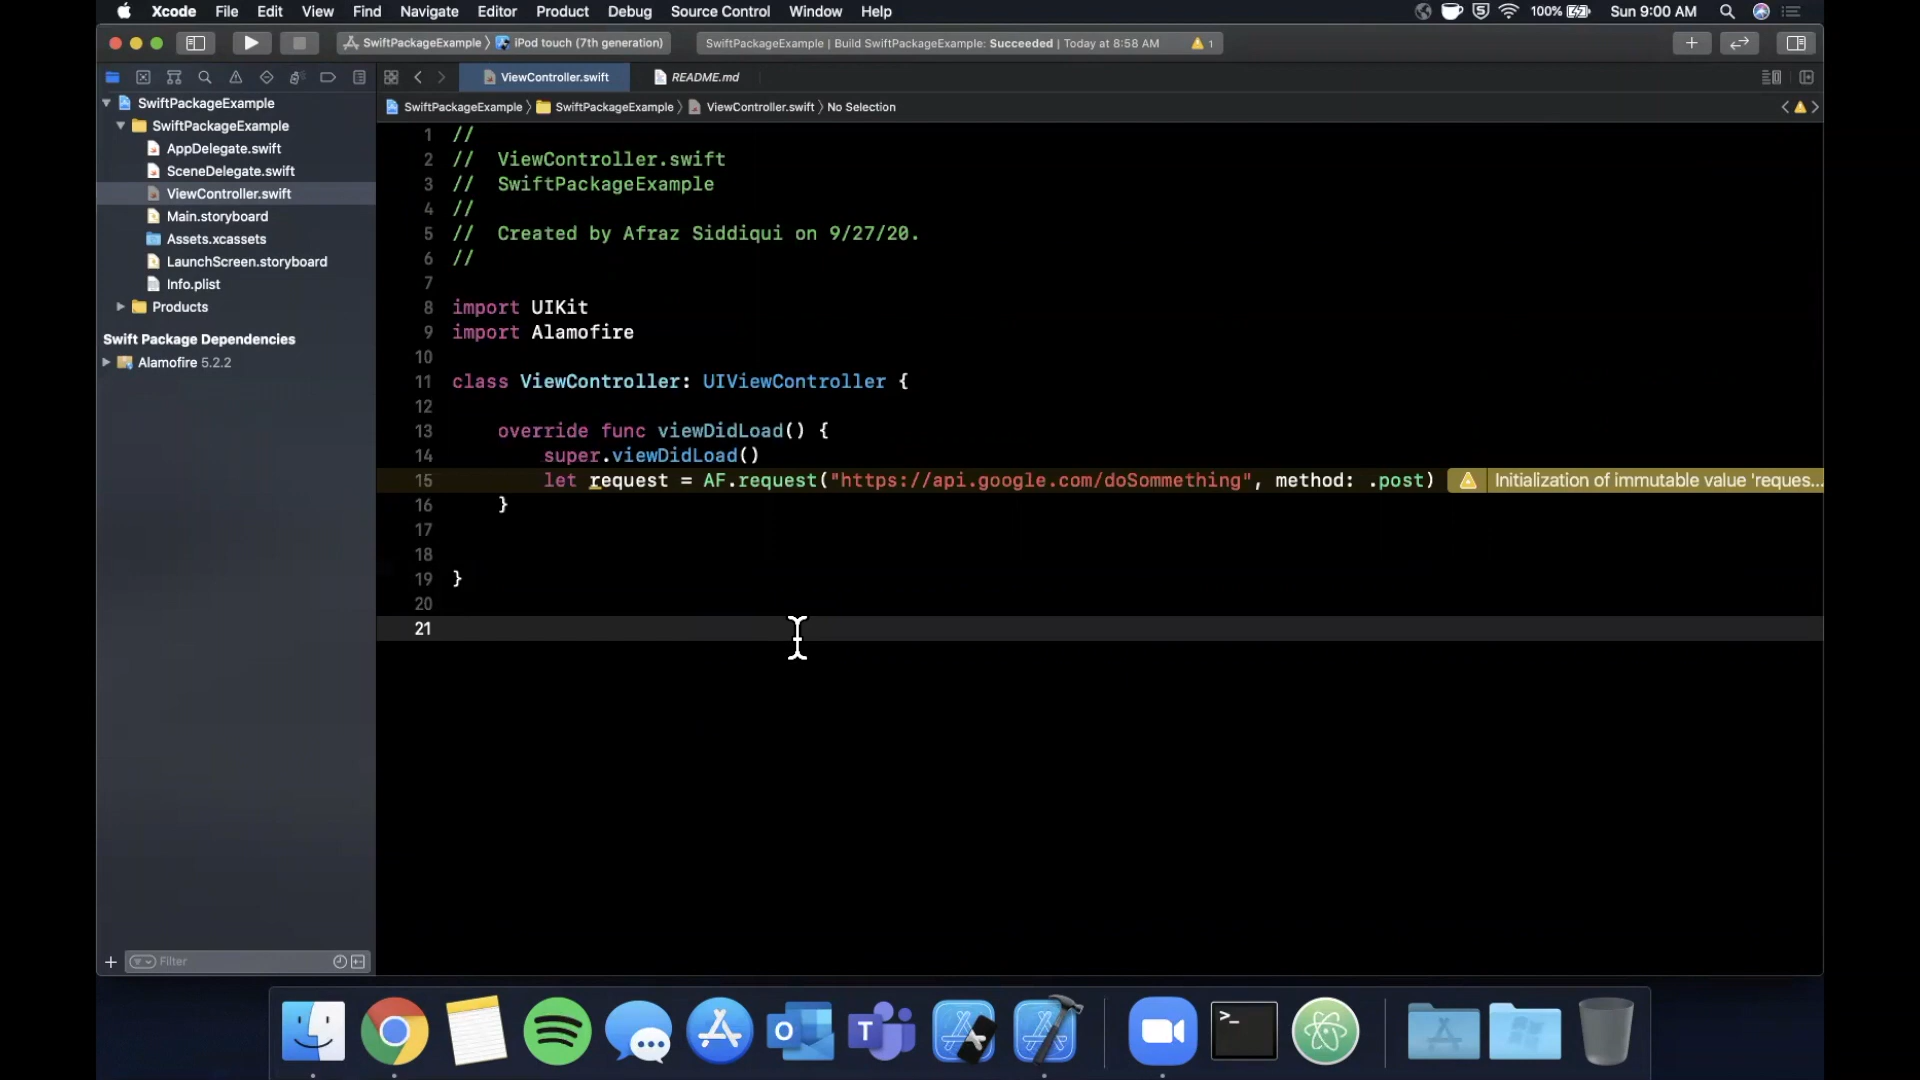 Xcode File Edit View Find Navigate Editor Product Debug Source Control Window Help 100% Sun 9:00 AM
SwiftPackageExample iPod touch (7th generation) SwiftPackageExample | Build SwiftPackageExample: Succeeded | Today at 8:58 AM 1
ViewController.swift README.md
SwiftPackageExample SwiftPackageExample ViewController.swift No Selection
SwiftPackageExample
SwiftPackageExample
AppDelegate.swift
SceneDelegate.swift
ViewController.swift
Main.storyboard
Assets.xcassets
LaunchScreen.storyboard
Info.plist
Products
Swift Package Dependencies
Alamofire 5.2.2
Filter
1 //
2 // ViewController.swift
3 // SwiftPackageExample
4 //
5 // Created by Afraz Siddiqui on 9/27/20.
6 //
7
8 import UIKit
9 import Alamofire
10
11 class ViewController: UIViewController {
12
13 override func viewDidLoad() {
14 super.viewDidLoad()
15 let request = AF.request("https://api.google.com/doSommething", method: .post) Initialization of immutable value 'reques...
16 }
17
18
19 }
20
21